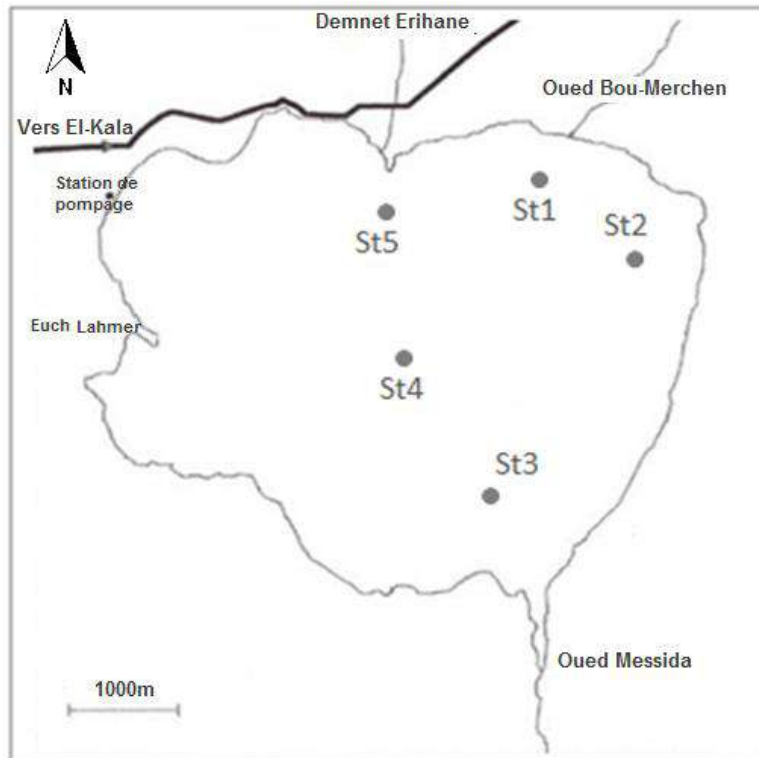 Demnet Erihane
N
Oued Bou-Merchen
Vers El-Kala
Station de
pompage
St1
St5
St2
Euch Lahmer
St4
St3
Oued Messida
1000m